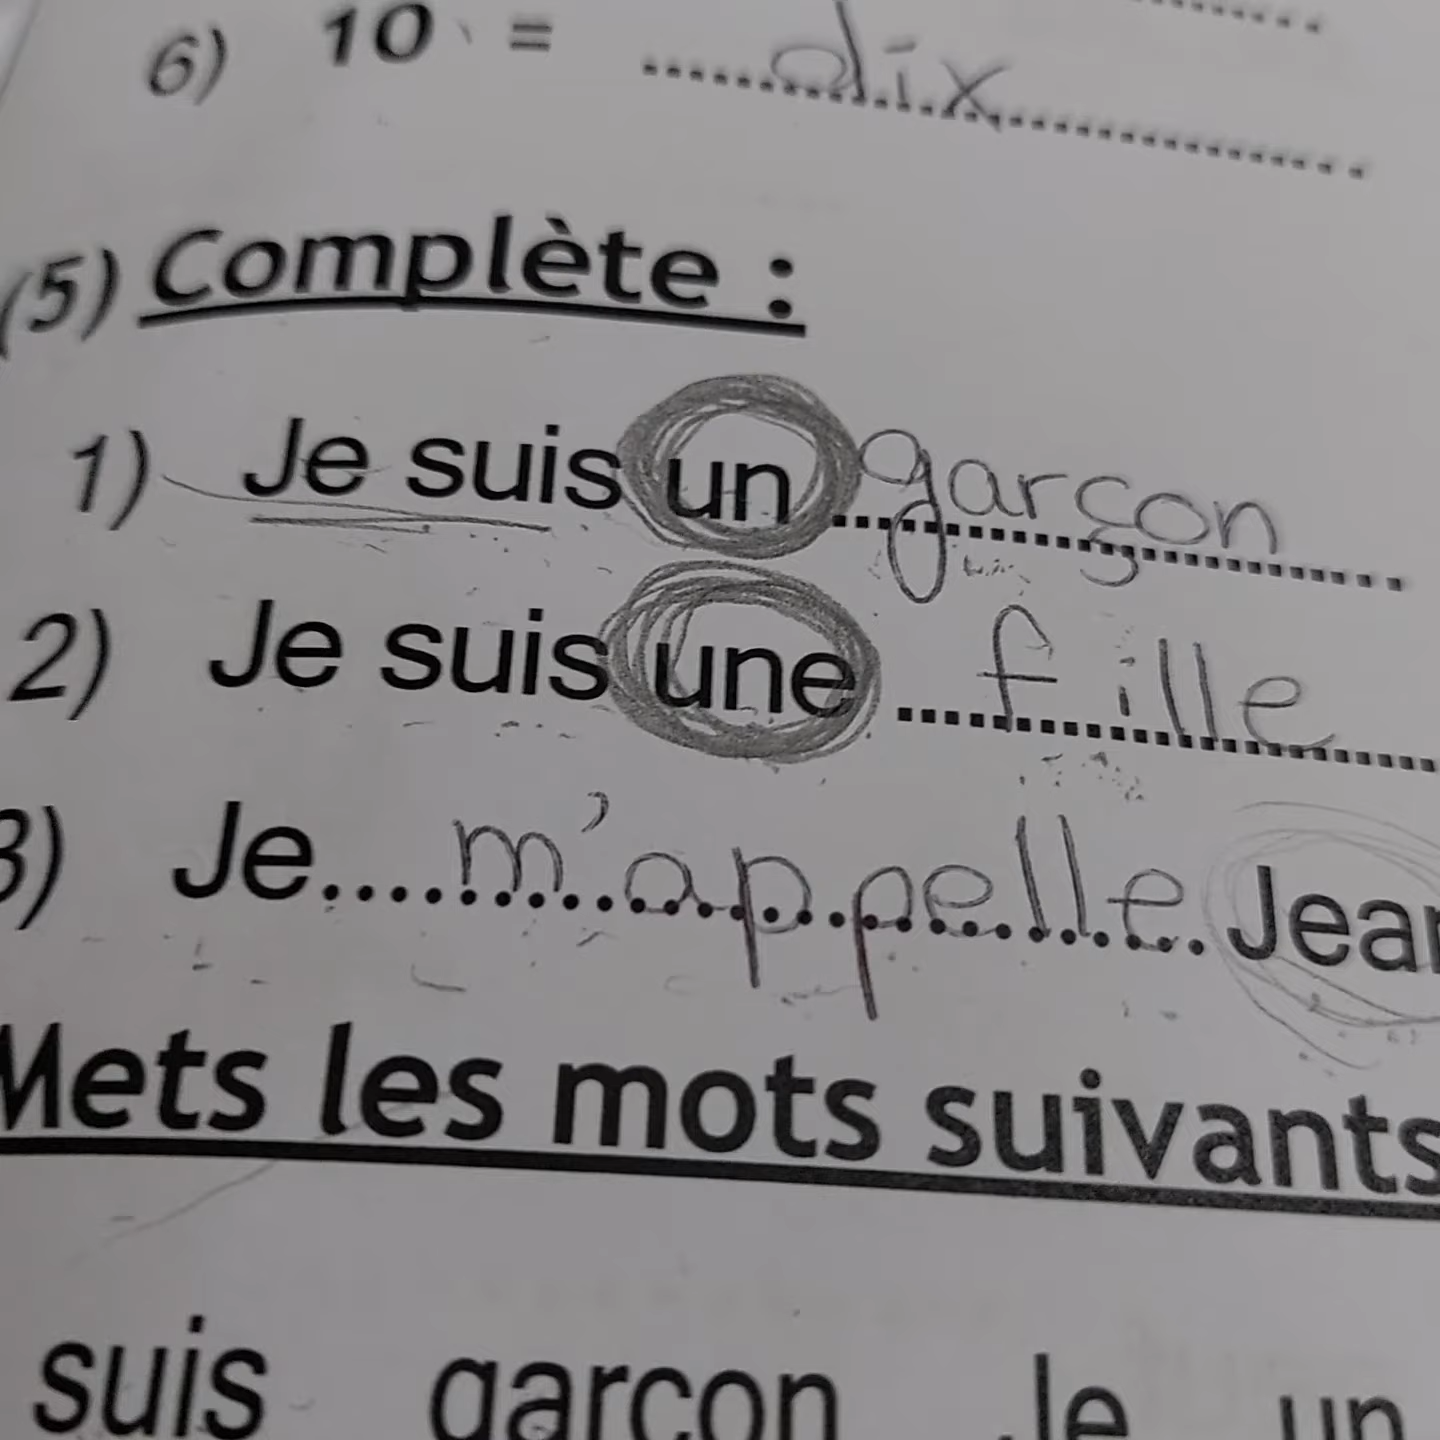 6) 10 = dix
(5) Complète :
1) Je suis un garçon
2) Je suis une fille
3) Je m'appelle Jean
Mets les mots suivants
suis garçon Je un